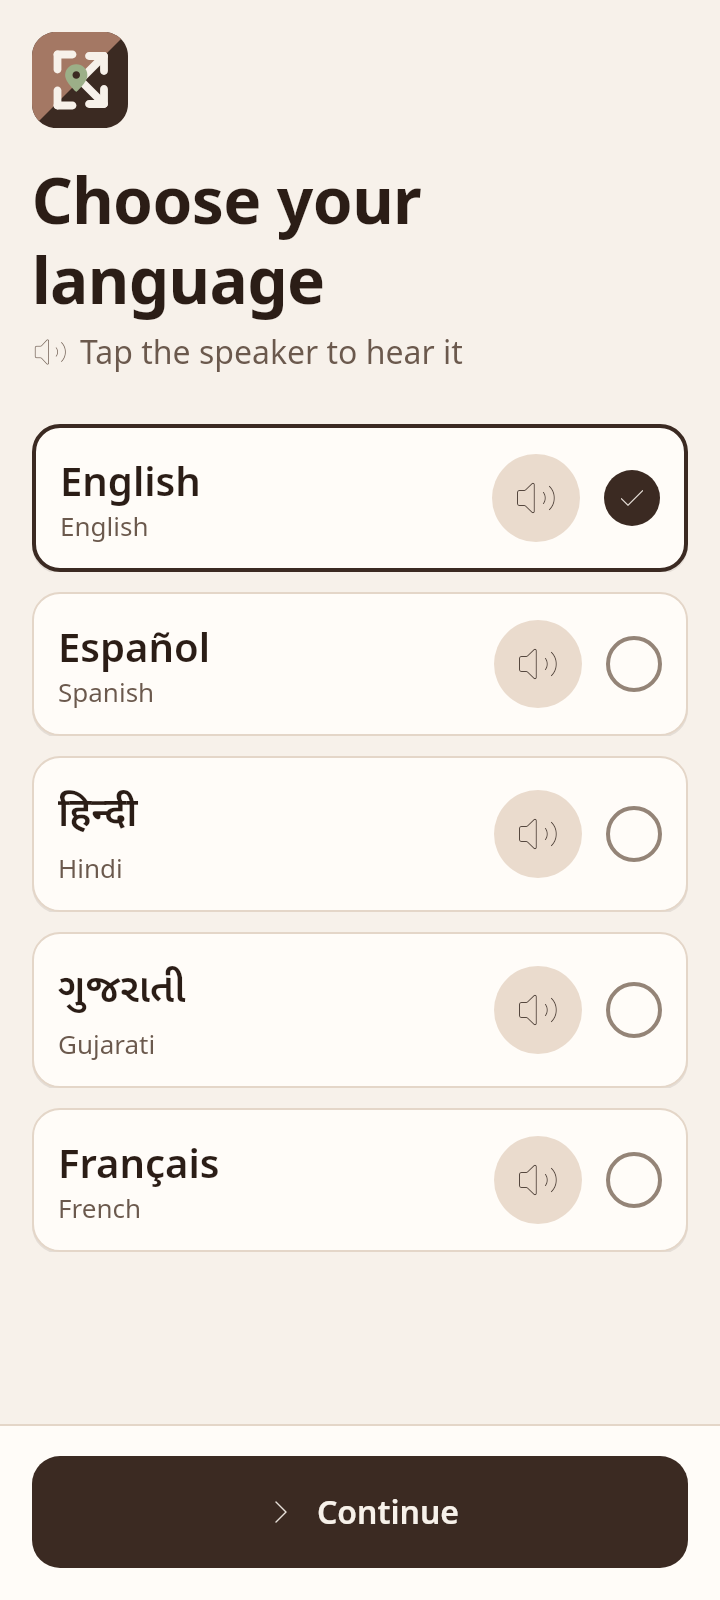 Choose your
language
Tap the speaker to hear it
English
English
Español
Spanish
हिन्दी
Hindi
ગુજરાતી
Gujarati
Français
French
Continue